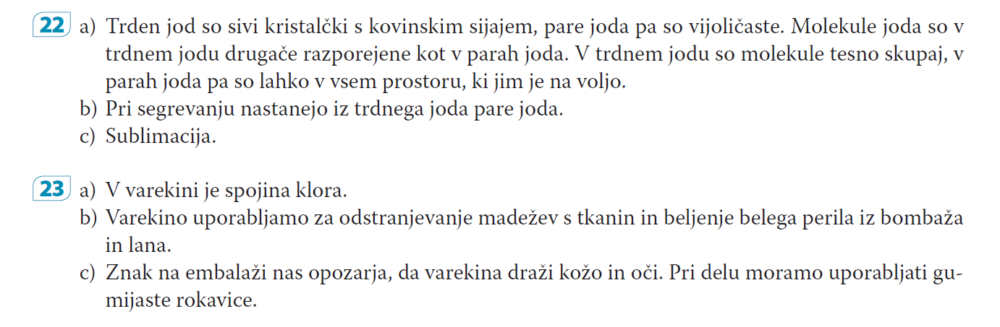 22 a) Trden jod so sivi kristalčki s kovinskim sijajem, pare joda pa so vijoličaste. Molekule joda so v
trdnem jodu drugače razporejene kot v parah joda. V trdnem jodu so molekule tesno skupaj, v
parah joda pa so lahko v vsem prostoru, ki jim je na voljo.
b) Pri segrevanju nastanejo iz trdnega joda pare joda.
c) Sublimacija.
23 a) V varekini je spojina klora.
b) Varekino uporabljamo za odstranjevanje madežev s tkanin in beljenje belega perila iz bombaža
in lana.
c) Znak na embalaži nas opozarja, da varekina draži kožo in oči. Pri delu moramo uporabljati gu-
mijaste rokavice.